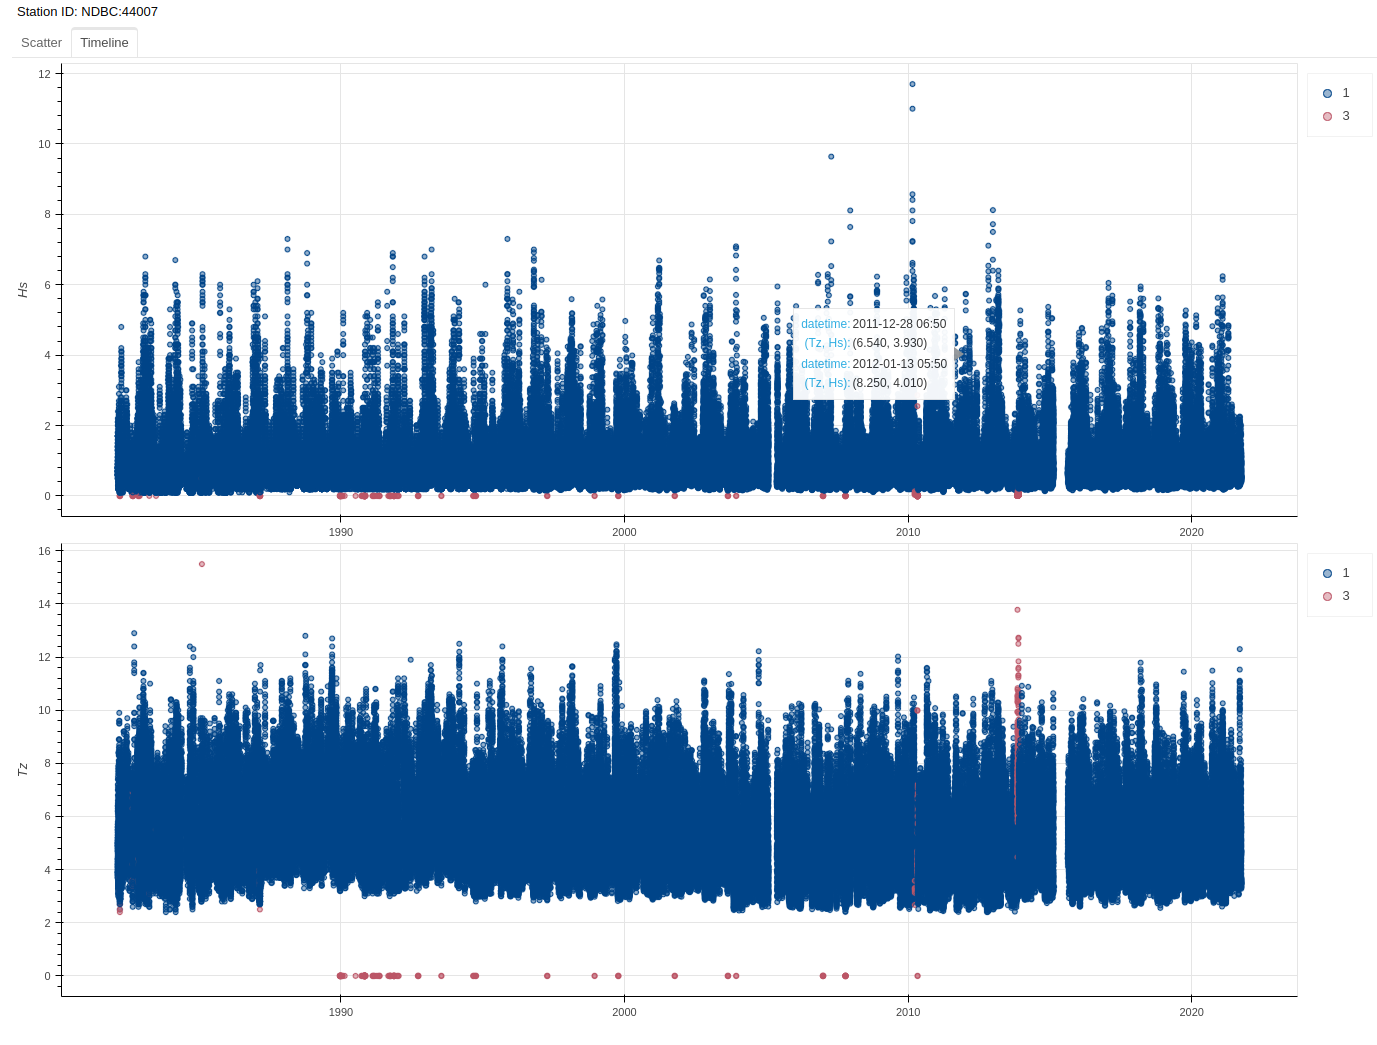 Station ID: NDBC:44007
Scatter Timeline
12
10
8
6
4
2
0
Hs
1990 2000 2010 2020
1
3
datetime: 2011-12-28 06:50
(Tz, Hs): (6.540, 3.930)
datetime: 2012-01-13 05:50
(Tz, Hs): (8.250, 4.010)
16
14
12
10
8
6
4
2
0
Tz
1990 2000 2010 2020
1
3